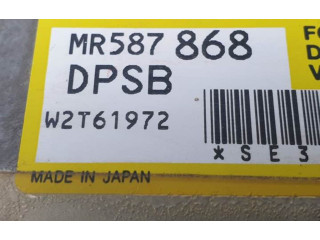 MR587 868
DPSB
W2T61972
*SE3
MADE IN JAPAN